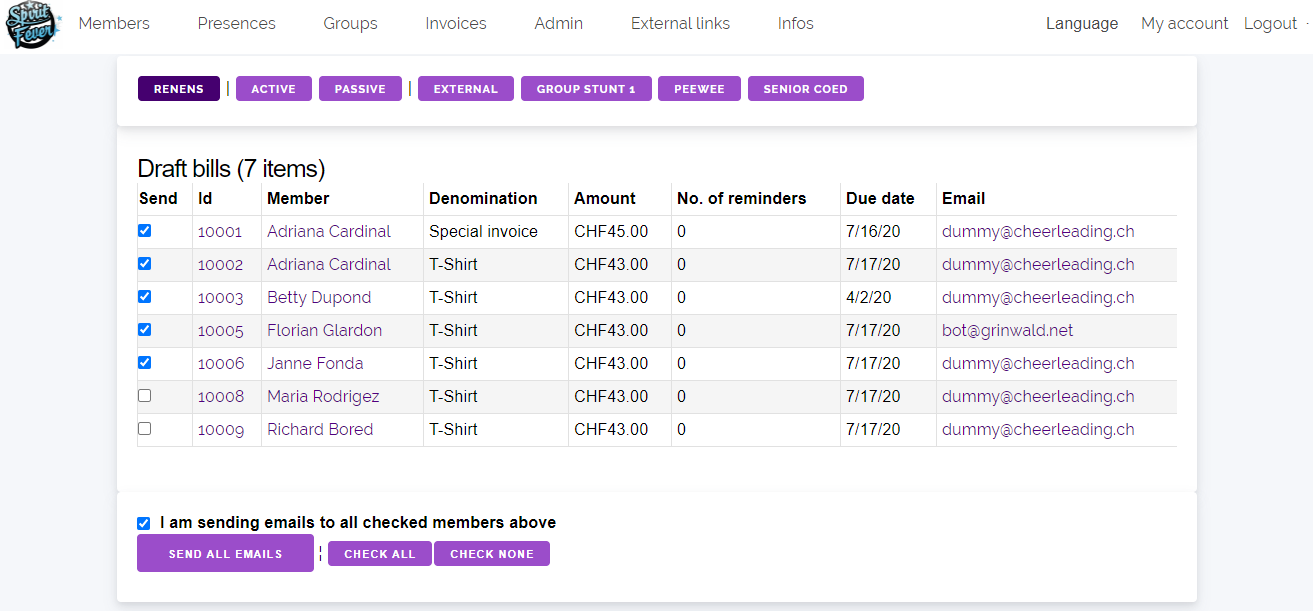 Spirit Fever Members Presences Groups Invoices Admin External links Infos Language My account Logout
RENENS | ACTIVE PASSIVE | EXTERNAL GROUP STUNT 1 PEEWEE SENIOR COED
Draft bills (7 items)
Send Id Member Denomination Amount No. of reminders Due date Email
10001 Adriana Cardinal Special invoice CHF45.00 0 7/16/20 dummy@cheerleading.ch
10002 Adriana Cardinal T-Shirt CHF43.00 0 7/17/20 dummy@cheerleading.ch
10003 Betty Dupond T-Shirt CHF43.00 0 4/2/20 dummy@cheerleading.ch
10005 Florian Glardon T-Shirt CHF43.00 0 7/17/20 bot@grinwald.net
10006 Janne Fonda T-Shirt CHF43.00 0 7/17/20 dummy@cheerleading.ch
10008 Maria Rodrigez T-Shirt CHF43.00 0 7/17/20 dummy@cheerleading.ch
10009 Richard Bored T-Shirt CHF43.00 0 7/17/20 dummy@cheerleading.ch
I am sending emails to all checked members above
SEND ALL EMAILS ¦ CHECK ALL CHECK NONE